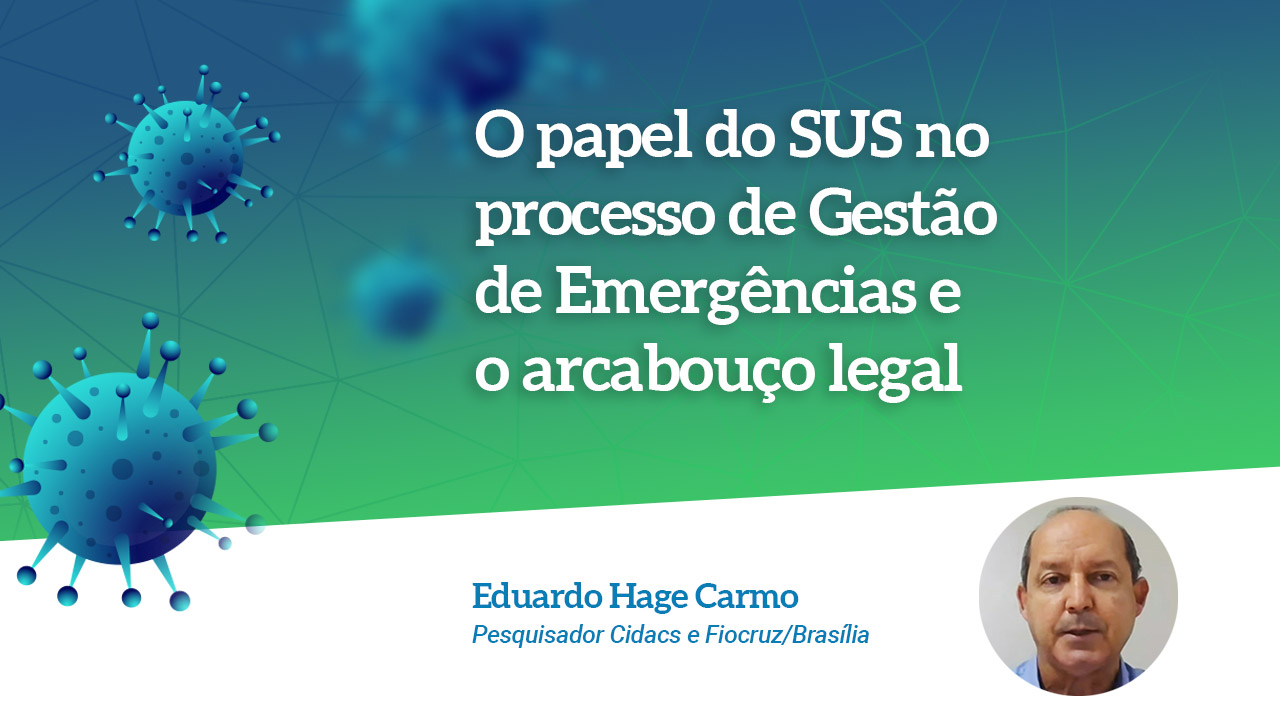 O papel do SUS no
processo de Gestão
de Emergências e
o arcabouço legal
Eduardo Hage Carmo
Pesquisador Cidacs e Fiocruz/Brasília